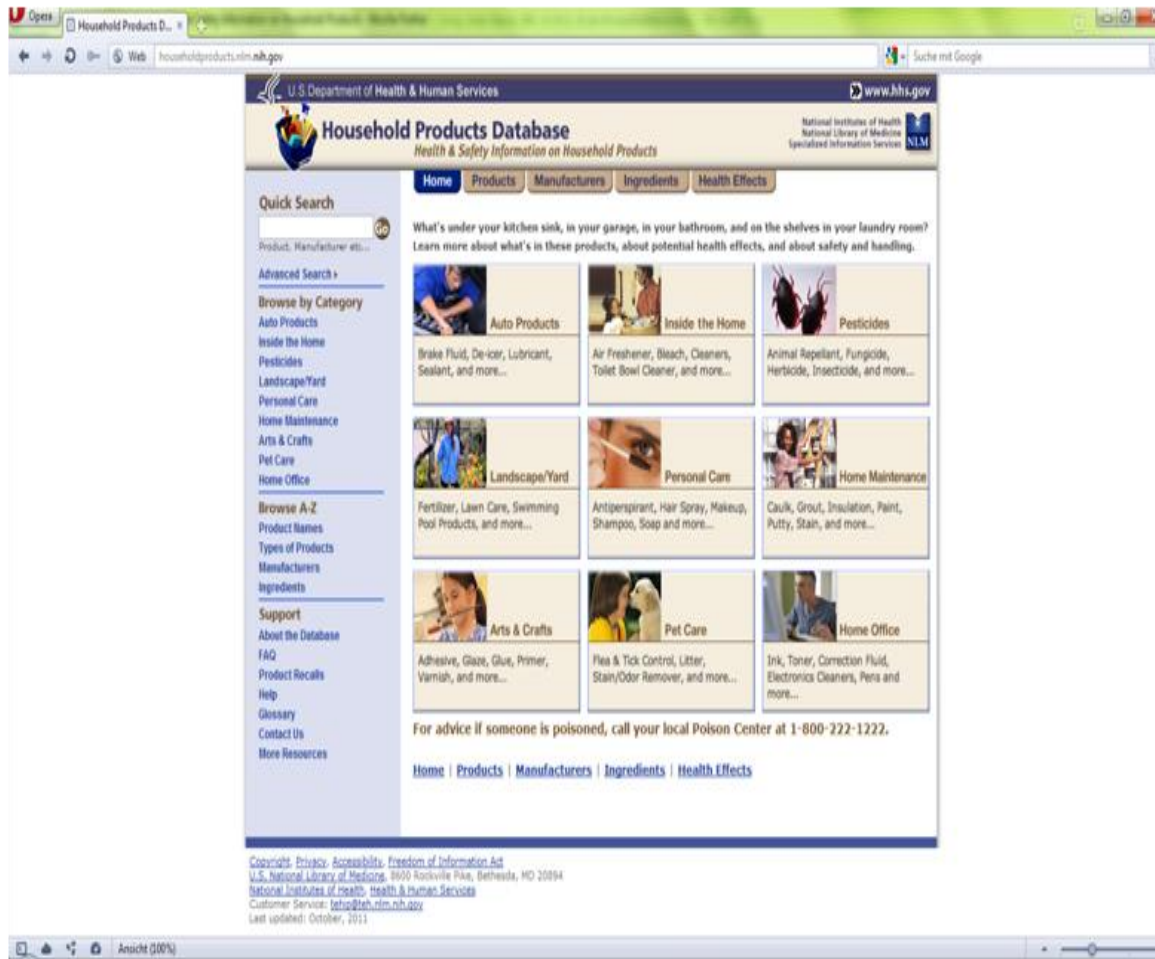 Opera
Household Products D...
Web
householdproducts.nlm.nih.gov
Suche mit Google
U.S. Department of Health & Human Services
www.hhs.gov
Household Products Database
Health & Safety Information on Household Products
National Institutes of Health
National Library of Medicine
Specialized Information Services
NLM
Home Products Manufacturers Ingredients Health Effects
Quick Search
Go
Product, Manufacturer etc...
Advanced Search
Browse by Category
Auto Products
Inside the Home
Pesticides
Landscape/Yard
Personal Care
Home Maintenance
Arts & Crafts
Pet Care
Home Office
Browse A-Z
Product Names
Types of Products
Manufacturers
Ingredients
Support
About the Database
FAQ
Product Recalls
Help
Glossary
Contact Us
More Resources
What's under your kitchen sink, in your garage, in your bathroom, and on the shelves in your laundry room?
Learn more about what's in these products, about potential health effects, and about safety and handling.
Auto Products
Brake Fluid, De-icer, Lubricant,
Sealant, and more...
Inside the Home
Air Freshener, Bleach, Cleaners,
Toilet Bowl Cleaner, and more...
Pesticides
Animal Repellant, Fungicide,
Herbicide, Insecticide, and more...
Landscape/Yard
Fertilizer, Lawn Care, Swimming
Pool Products, and more...
Personal Care
Antiperspirant, Hair Spray, Makeup,
Shampoo, Soap and more...
Home Maintenance
Caulk, Grout, Insulation, Paint,
Putty, Stain, and more...
Arts & Crafts
Adhesive, Glaze, Glue, Primer,
Varnish, and more...
Pet Care
Flea & Tick Control, Litter,
Stain/Odor Remover, and more...
Home Office
Ink, Toner, Correction Fluid,
Electronics Cleaners, Pens and
more...
For advice if someone is poisoned, call your local Poison Center at 1-800-222-1222.
Home | Products | Manufacturers | Ingredients | Health Effects
Copyright, Privacy, Accessibility, Freedom of Information Act
U.S. National Library of Medicine, 8600 Rockville Pike, Bethesda, MD 20894
National Institutes of Health, Health & Human Services
Customer Service: tehip@teh.nlm.nih.gov
Last updated: October, 2011
Ansicht (100%)